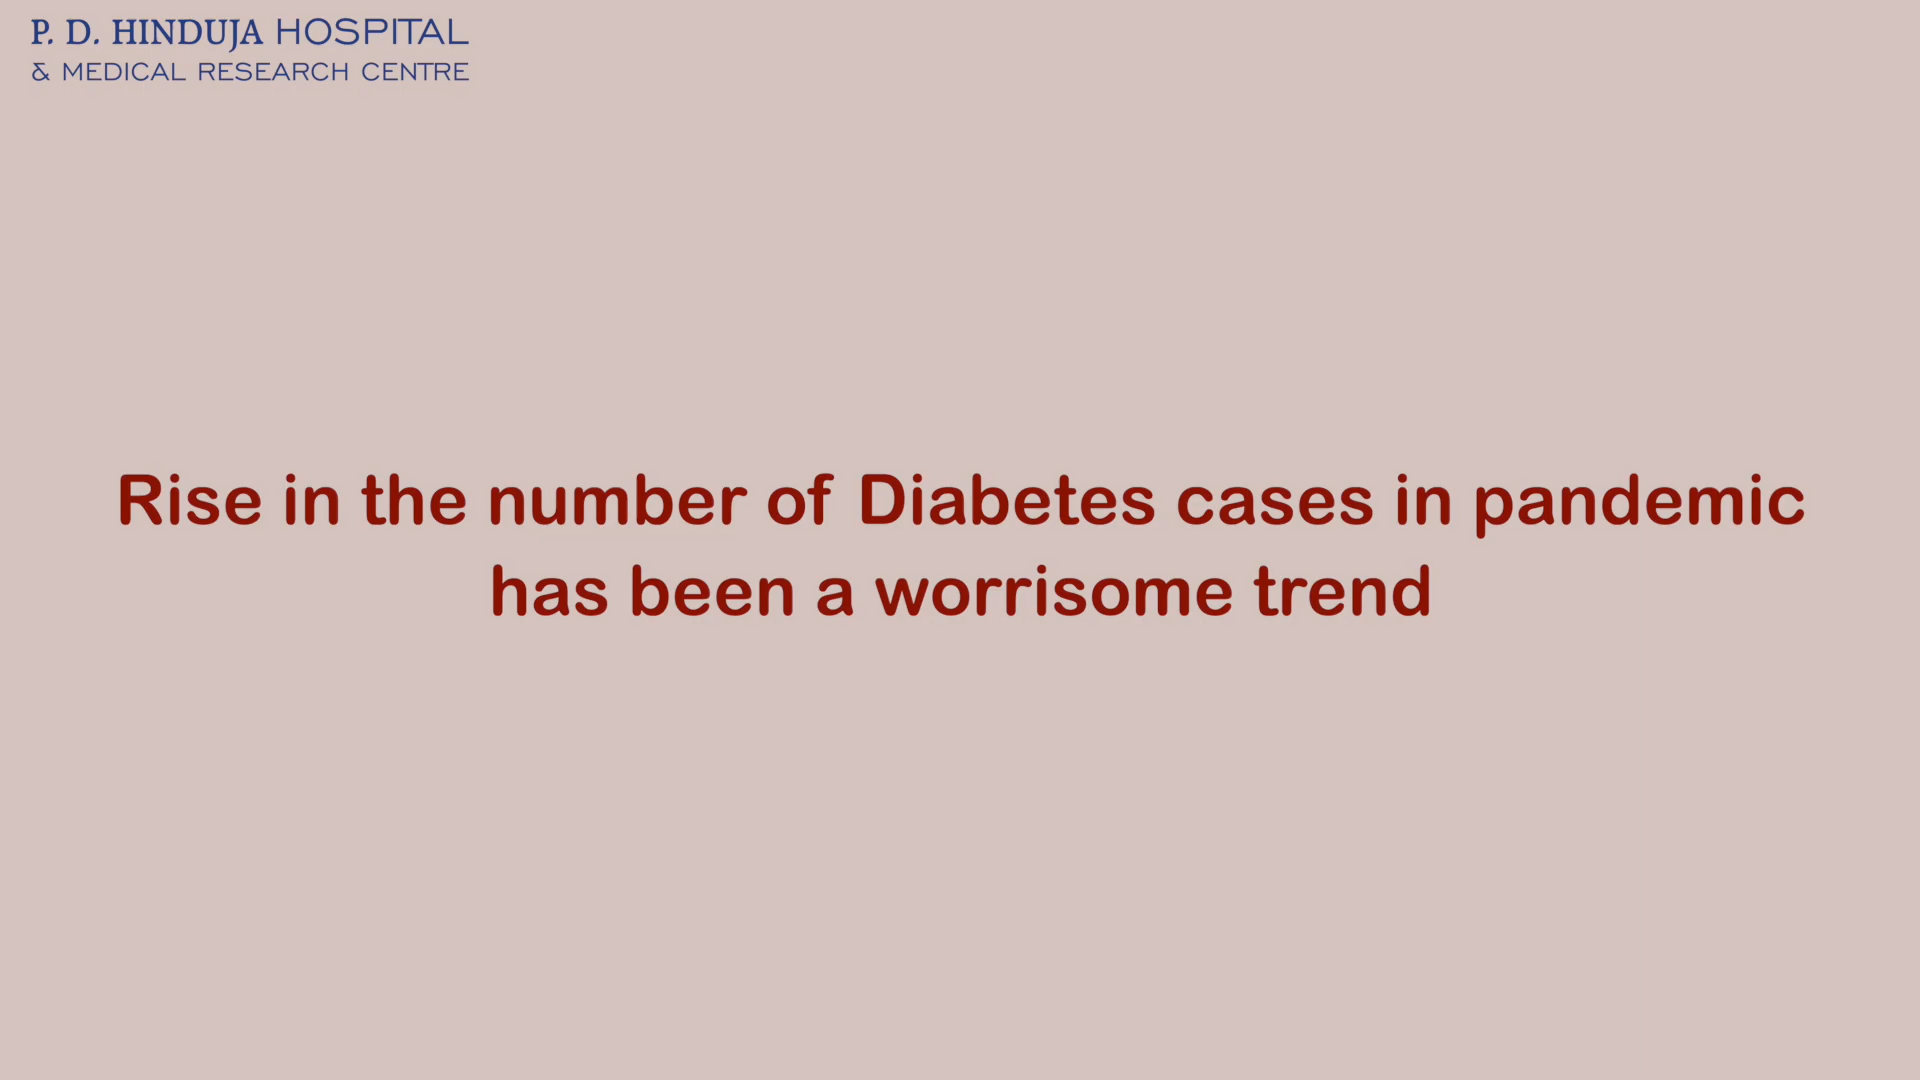 P. D. HINDUJA HOSPITAL
& MEDICAL RESEARCH CENTRE
Rise in the number of Diabetes cases in pandemic
has been a worrisome trend